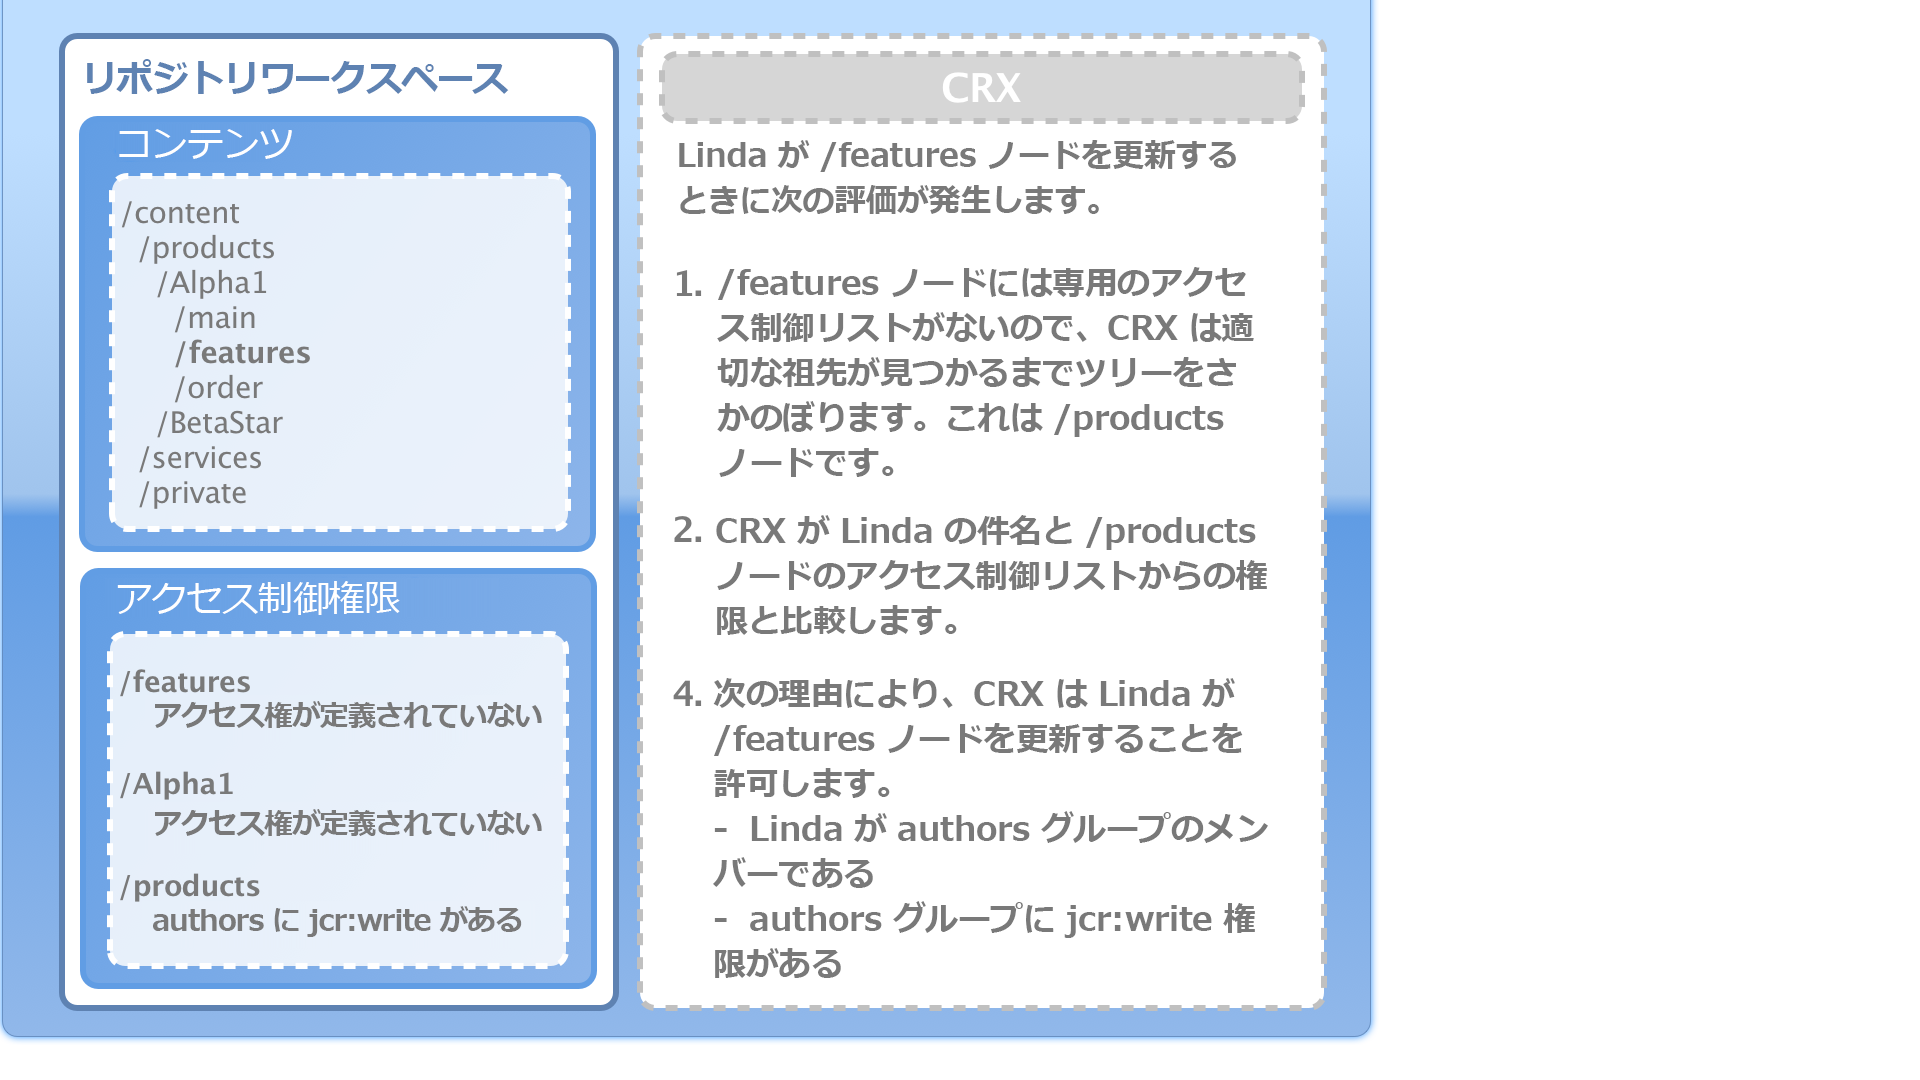 リポジトリワークスペース
コンテンツ
/content
/products
/Alpha1
/main
/features
/order
/BetaStar
/services
/private
アクセス制御権限
/features
アクセス権が定義されていない
/Alpha1
アクセス権が定義されていない
/products
authors に jcr:write がある
CRX
Linda が /features ノードを更新する
ときに次の評価が発生します。
1. /features ノードには専用のアクセ
ス制御リストがないので、CRX は適
切な祖先が見つかるまでツリーをさ
かのぼります。これは /products
ノードです。
2. CRX が Linda の件名と /products
ノードのアクセス制御リストからの権
限と比較します。
4. 次の理由により、CRX は Linda が
/features ノードを更新することを
許可します。
- Linda が authors グループのメン
バーである
- authors グループに jcr:write 権
限がある